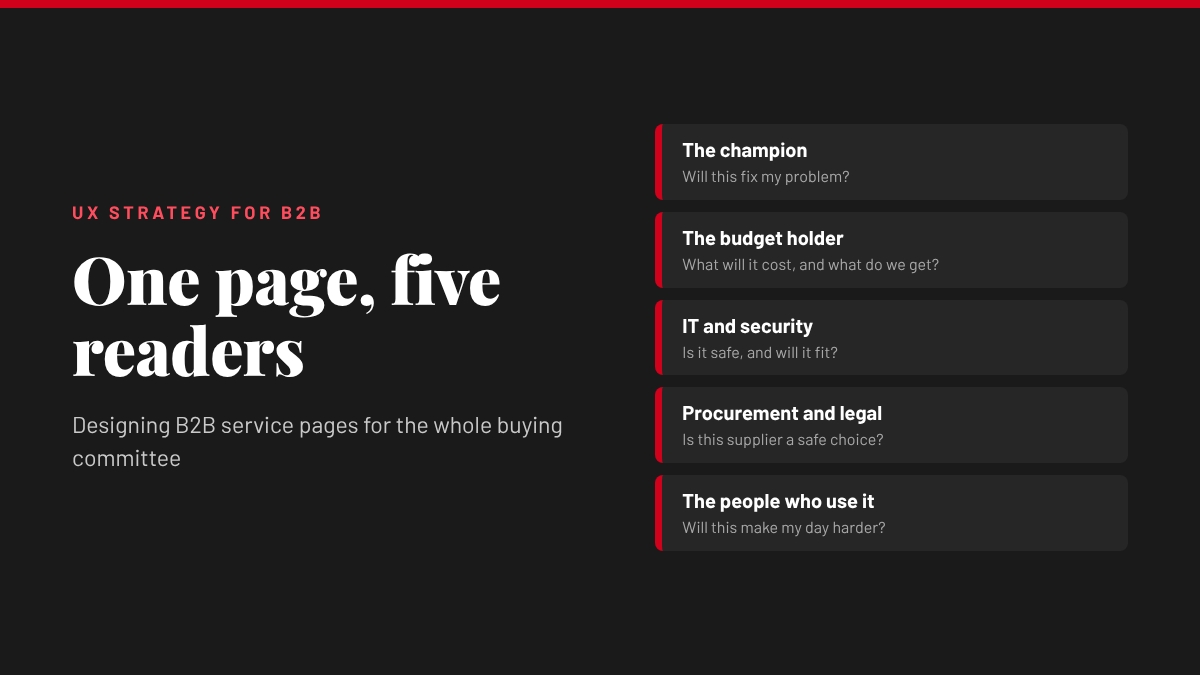 UX STRATEGY FOR B2B
One page, five
readers
Designing B2B service pages for the whole buying
committee
The champion
Will this fix my problem?
The budget holder
What will it cost, and what do we get?
IT and security
Is it safe, and will it fit?
Procurement and legal
Is this supplier a safe choice?
The people who use it
Will this make my day harder?